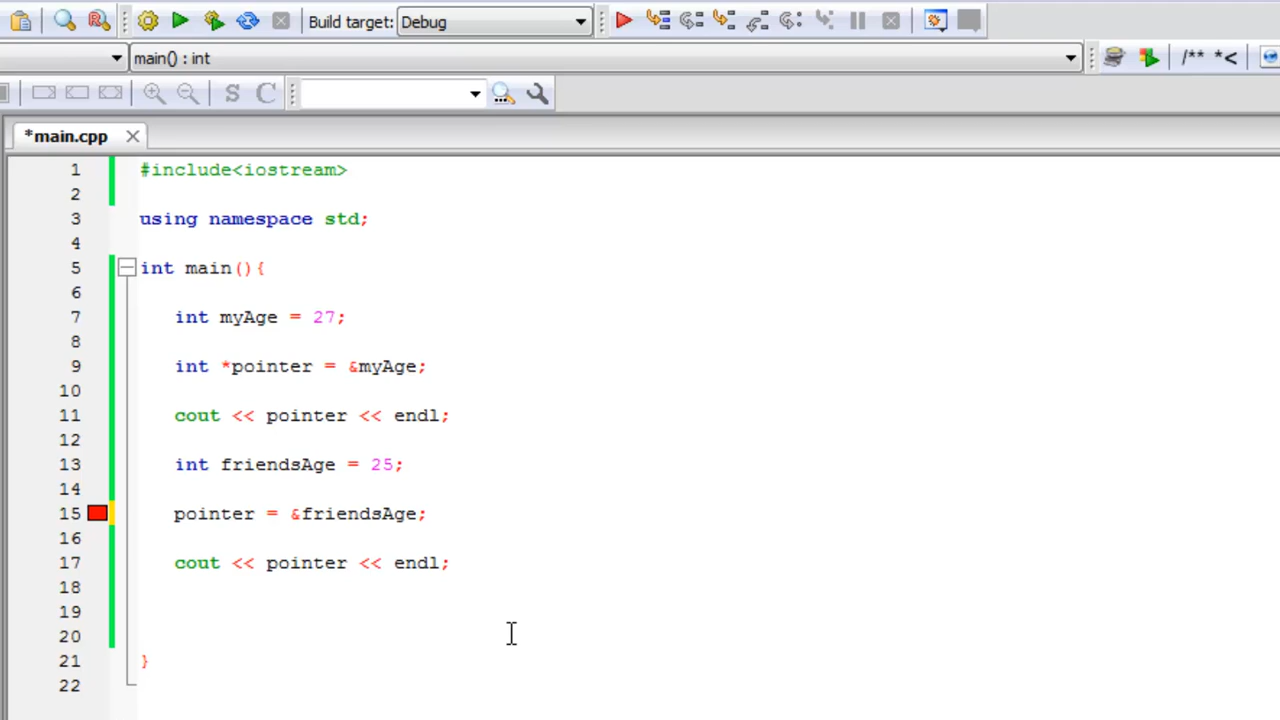 Build target: Debug
main() : int
/** *<
S C
*main.cpp
1 #include<iostream>
2
3 using namespace std;
4
5 int main(){
6
7 int myAge = 27;
8
9 int *pointer = &myAge;
10
11 cout << pointer << endl;
12
13 int friendsAge = 25;
14
15 pointer = &friendsAge;
16
17 cout << pointer << endl;
18
19
20
21 }
22